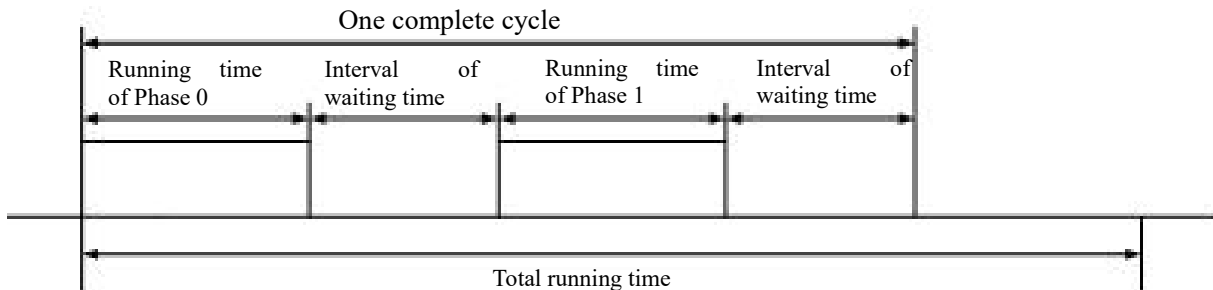 One complete cycle
Running time
of Phase 0
Interval of
waiting time
Running time
of Phase 1
Interval of
waiting time
Total running time